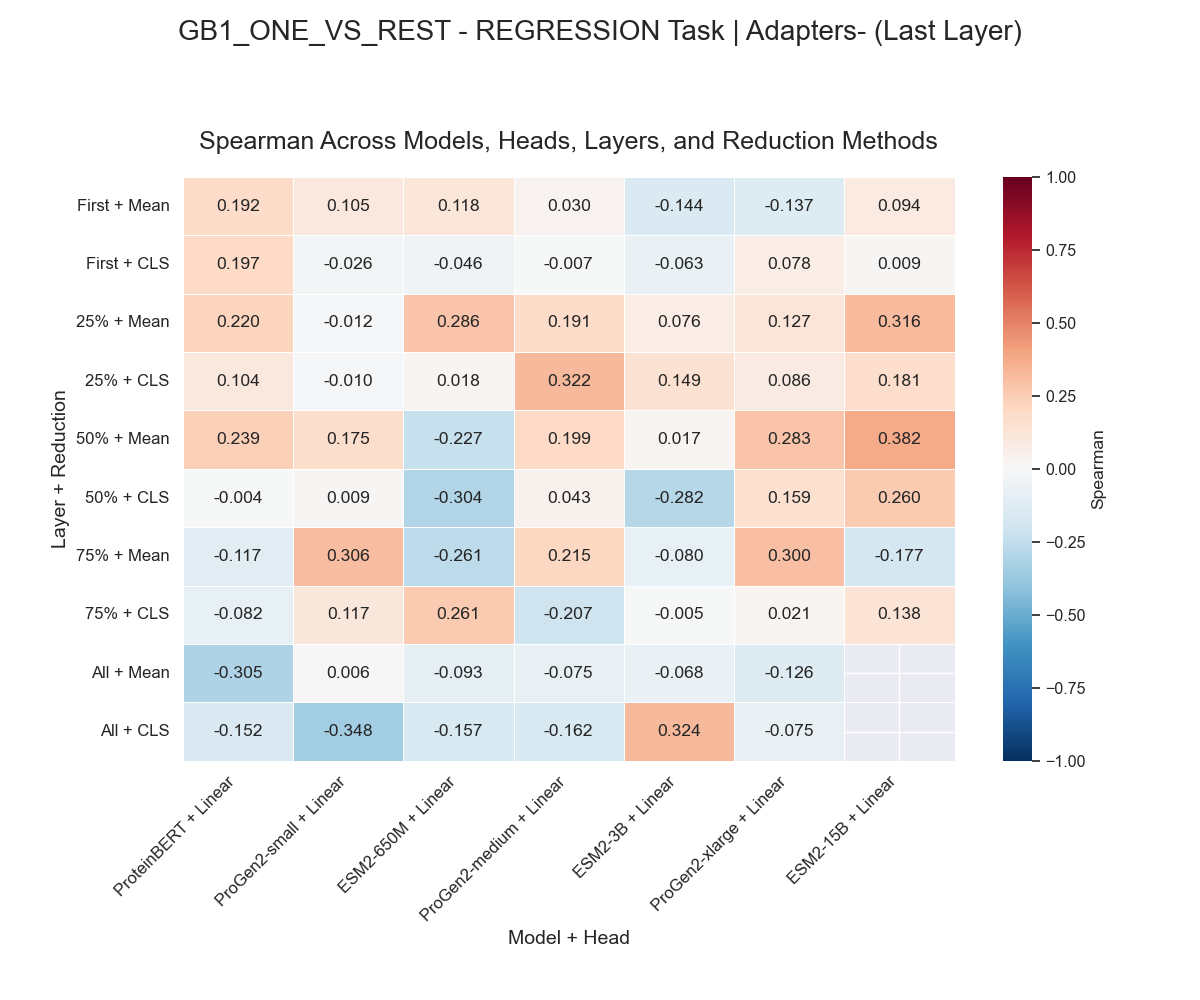 GB1_ONE_VS_REST - REGRESSION Task | Adapters- (Last Layer)
Spearman Across Models, Heads, Layers, and Reduction Methods
Layer + Reduction
First + Mean 0.192 0.105 0.118 0.030 -0.144 -0.137 0.094
First + CLS 0.197 -0.026 -0.046 -0.007 -0.063 0.078 0.009
25% + Mean 0.220 -0.012 0.286 0.191 0.076 0.127 0.316
25% + CLS 0.104 -0.010 0.018 0.322 0.149 0.086 0.181
50% + Mean 0.239 0.175 -0.227 0.199 0.017 0.283 0.382
50% + CLS -0.004 0.009 -0.304 0.043 -0.282 0.159 0.260
75% + Mean -0.117 0.306 -0.261 0.215 -0.080 0.300 -0.177
75% + CLS -0.082 0.117 0.261 -0.207 -0.005 0.021 0.138
All + Mean -0.305 0.006 -0.093 -0.075 -0.068 -0.126
All + CLS -0.152 -0.348 -0.157 -0.162 0.324 -0.075
ProteinBERT + Linear
ProGen2-small + Linear
ESM2-650M + Linear
ProGen2-medium + Linear
ESM2-3B + Linear
ProGen2-xlarge + Linear
ESM2-15B + Linear
Model + Head
1.00
0.75
0.50
0.25
0.00
−0.25
−0.50
−0.75
−1.00
Spearman